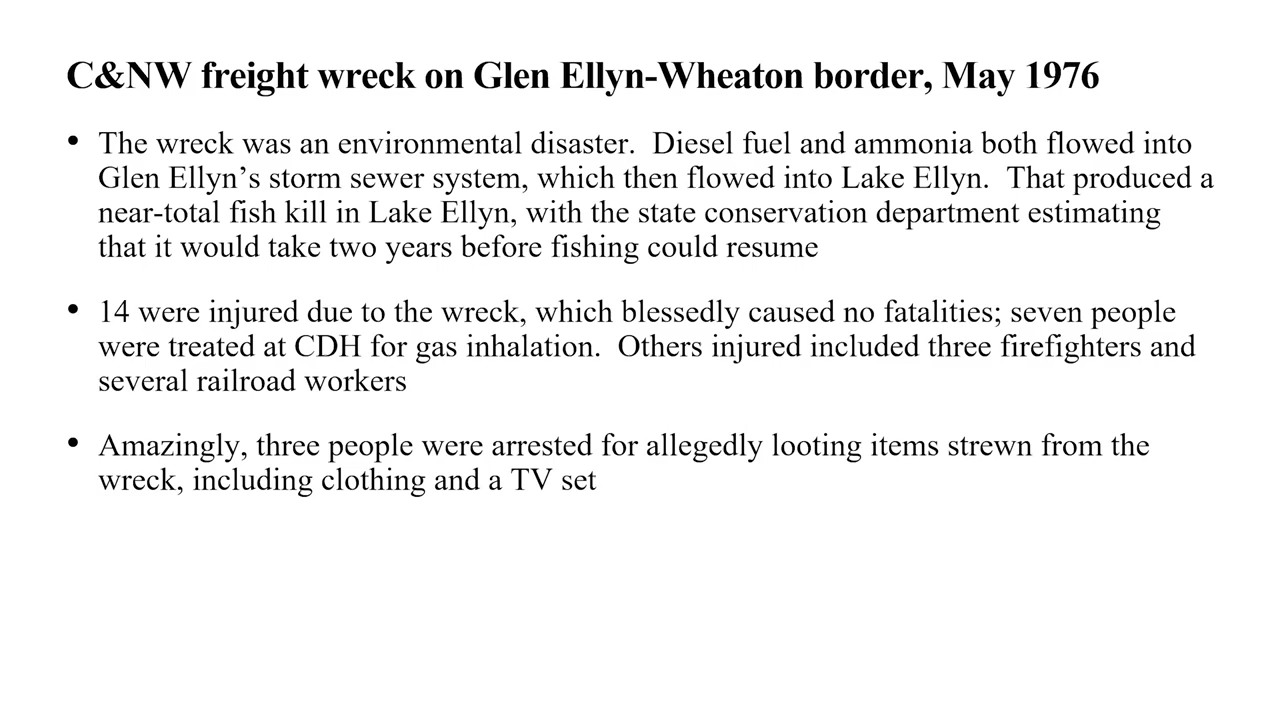 C&NW freight wreck on Glen Ellyn-Wheaton border, May 1976
• The wreck was an environmental disaster.  Diesel fuel and ammonia both flowed into
Glen Ellyn’s storm sewer system, which then flowed into Lake Ellyn.  That produced a
near-total fish kill in Lake Ellyn, with the state conservation department estimating
that it would take two years before fishing could resume
• 14 were injured due to the wreck, which blessedly caused no fatalities; seven people
were treated at CDH for gas inhalation.  Others injured included three firefighters and
several railroad workers
• Amazingly, three people were arrested for allegedly looting items strewn from the
wreck, including clothing and a TV set